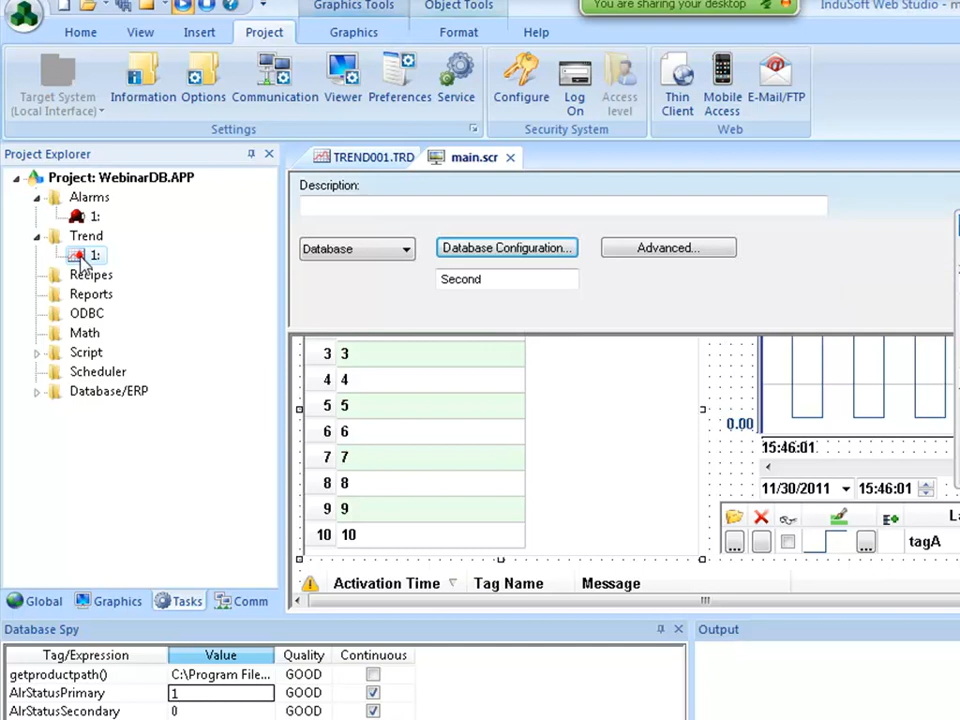 You are sharing your desktop
Graphics Tools
Object Tools
InduSoft Web Studio -
Home
View
Insert
Project
Graphics
Format
Help
Target System
(Local Interface)
Information
Options
Communication
Viewer
Preferences
Service
Configure
Log
On
Access
level
Thin
Client
Mobile
Access
E-Mail/FTP
Settings
Security System
Web
Project Explorer
TREND001.TRD
main.scr
Project: WebinarDB.APP
Alarms
1:
Trend
1:
Recipes
Reports
ODBC
Math
Script
Scheduler
Database/ERP
Description:
Database
Database Configuration...
Advanced...
Second
3 3
4 4
5 5
6 6
7 7
8 8
9 9
10 10
0.00
15:46:01
11/30/2011
15:46:01
tagA
Activation Time
Tag Name
Message
Global
Graphics
Tasks
Comm
Database Spy
Output
Tag/Expression
Value
Quality
Continuous
getproductpath()
C:\Program File...
GOOD
AlrStatusPrimary
1
GOOD
AlrStatusSecondary
0
GOOD